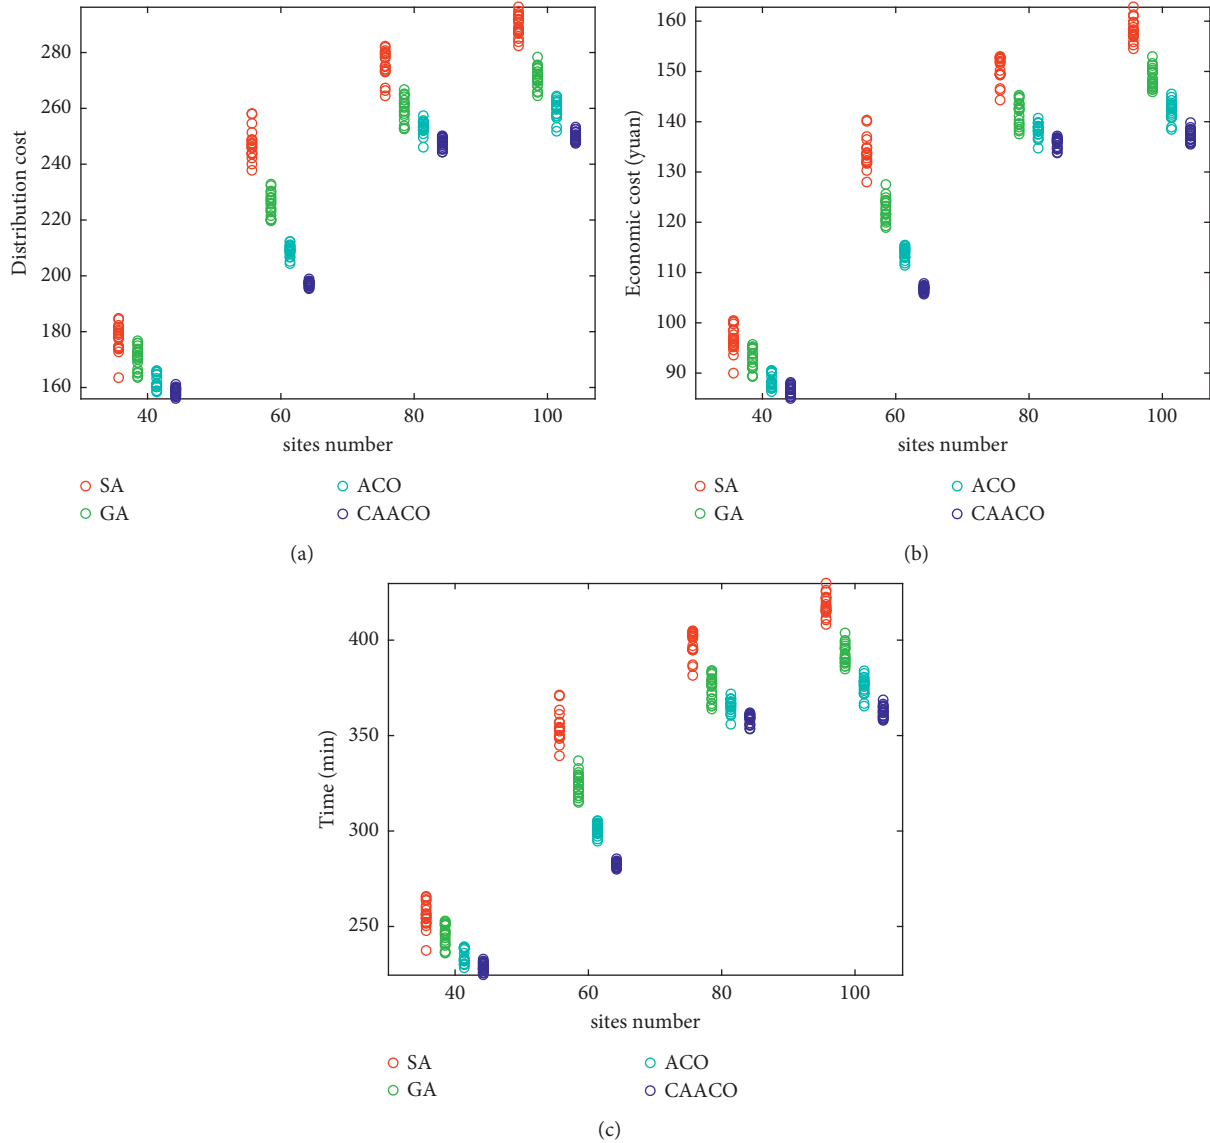 280
260
240
220
200
180
160
Distribution cost
40 60 80 100
sites number
SA
GA
ACO
CAACO
(a)
160
150
140
130
120
110
100
90
Economic cost (yuan)
40 60 80 100
sites number
SA
GA
ACO
CAACO
(b)
400
350
300
250
Time (min)
40 60 80 100
sites number
SA
GA
ACO
CAACO
(c)